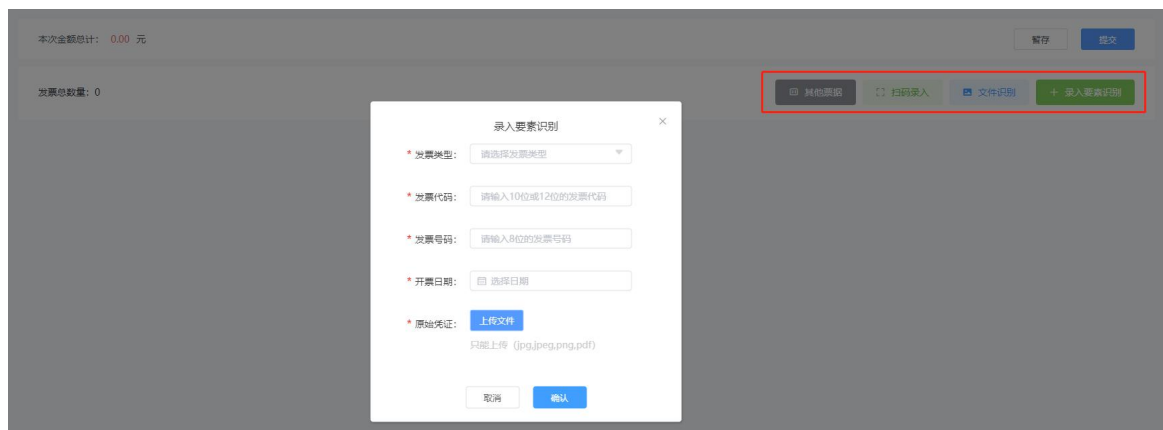 本次金额总计： 0.00 元
暂存 提交
发票总数量：0
其他票据 扫码录入 文件识别 + 录入要素识别
录入要素识别
* 发票类型： 请选择发票类型
* 发票代码： 请输入10位或12位的发票代码
* 发票号码： 请输入8位的发票号码
* 开票日期： 选择日期
* 原始凭证： 上传文件
只能上传（jpg,jpeg,png,pdf）
取消 确认